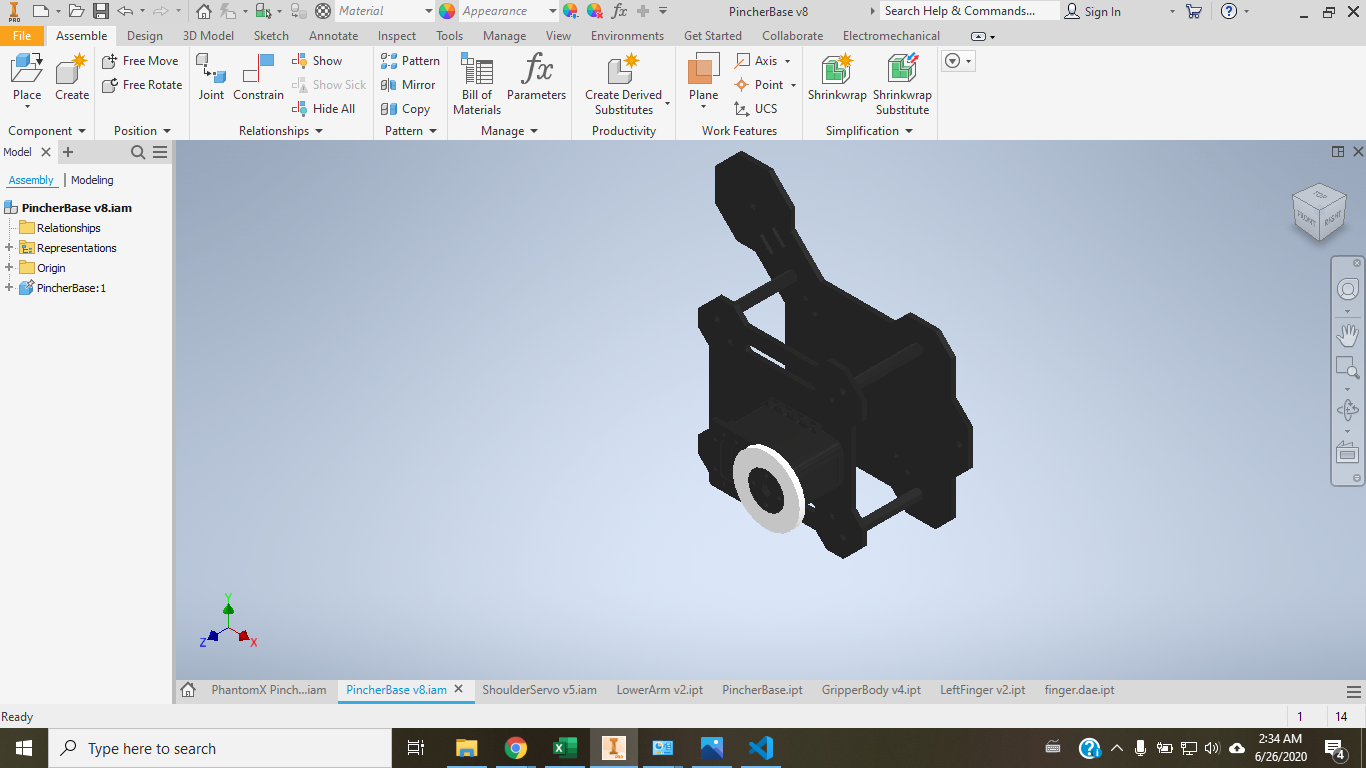 PRO
Material
Appearance
fx
PincherBase v8
Search Help & Commands...
Sign In
File
Assemble
Design
3D Model
Sketch
Annotate
Inspect
Tools
Manage
View
Environments
Get Started
Collaborate
Electromechanical
Place
Create
Component
Free Move
Free Rotate
Position
Joint
Constrain
Show
Show Sick
Hide All
Relationships
Pattern
Mirror
Copy
Pattern
Bill of
Materials
fx
Parameters
Manage
Create Derived
Substitutes
Productivity
Plane
Axis
Point
UCS
Work Features
Shrinkwrap
Shrinkwrap
Substitute
Simplification
Model
Assembly
Modeling
PincherBase v8.iam
Relationships
Representations
Origin
PincherBase:1
TOP
FRONT
RIGHT
Y
Z
X
PhantomX Pinch...iam
PincherBase v8.iam
ShoulderServo v5.iam
LowerArm v2.ipt
PincherBase.ipt
GripperBody v4.ipt
LeftFinger v2.ipt
finger.dae.ipt
Ready
1
14
Type here to search
2:34 AM
6/26/2020
4